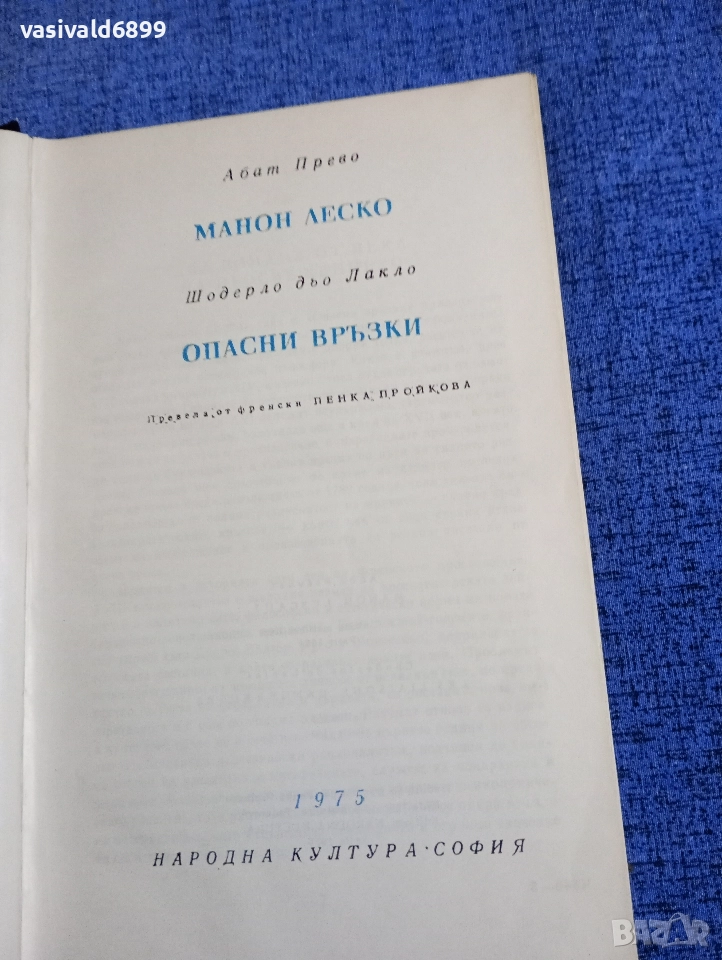 vasivald6899
Абат Прево
МАНОН ЛЕСКО
Шодерло дьо Лакло
ОПАСНИ ВРЪЗКИ
Превела от френски ПЕНКА ПРОЙКОВА
1975
НАРОДНА КУЛТУРА · СОФИЯ
BAZAR